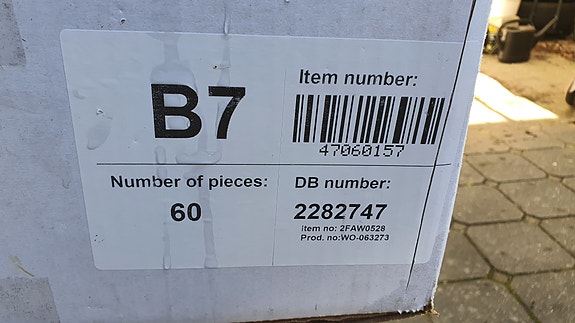 B7
Item number:
47060157
Number of pieces:
60
DB number:
2282747
Item no: 2FAW0528
Prod. no:WO-063273